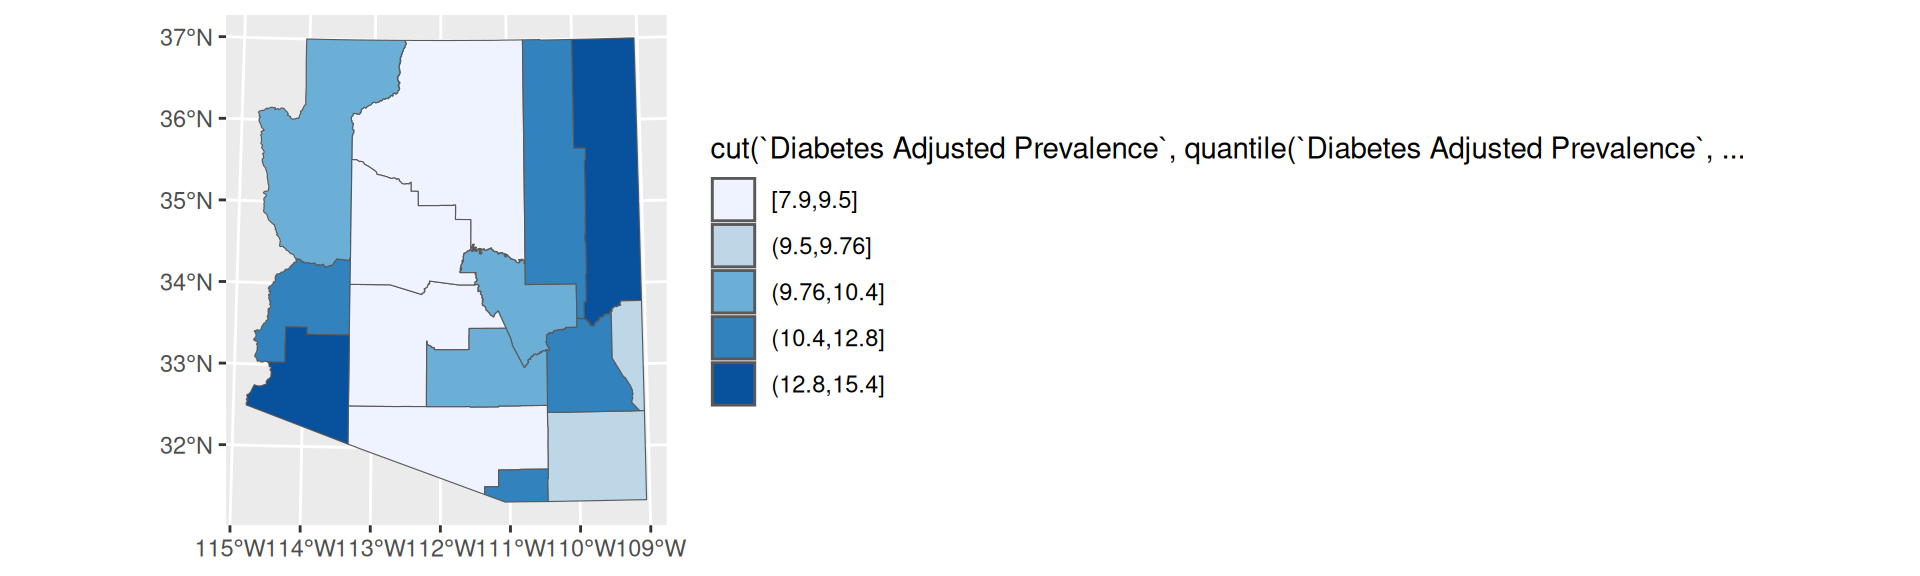 37°N
36°N
35°N
34°N
33°N
32°N
115°W114°W113°W112°W111°W110°W109°W
cut(`Diabetes Adjusted Prevalence`, quantile(`Diabetes Adjusted Prevalence`, ...
[7.9,9.5]
(9.5,9.76]
(9.76,10.4]
(10.4,12.8]
(12.8,15.4]